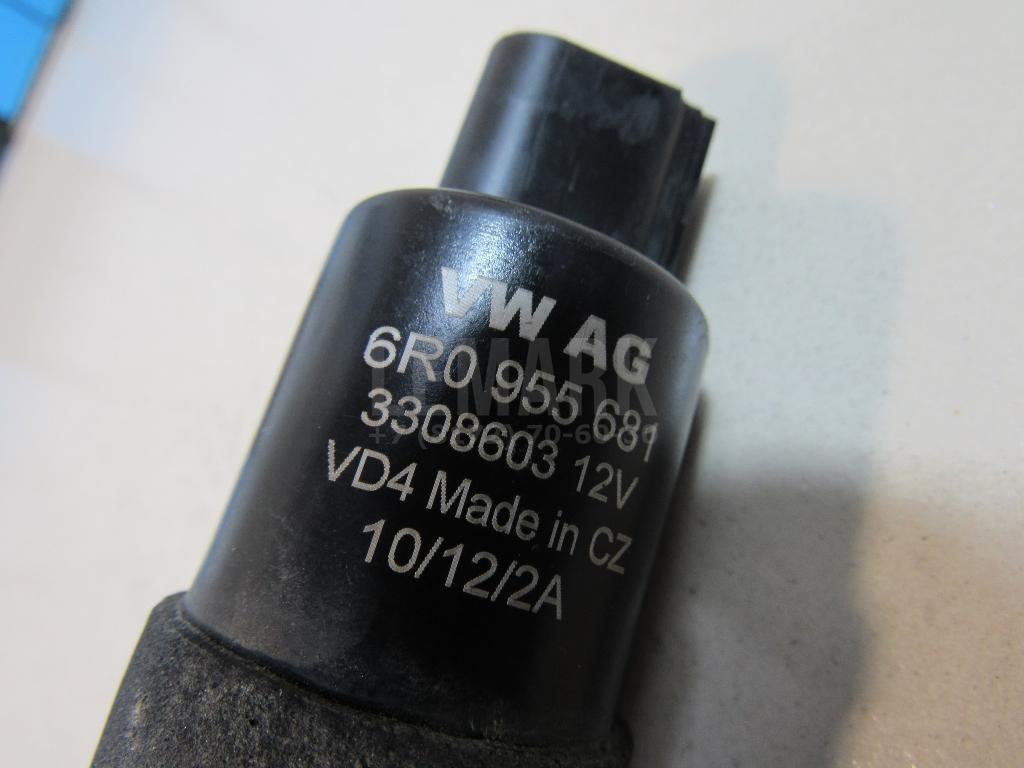 VW AG
6R0 955 681
3308603 12V
VD4 Made in CZ
10/12/2A